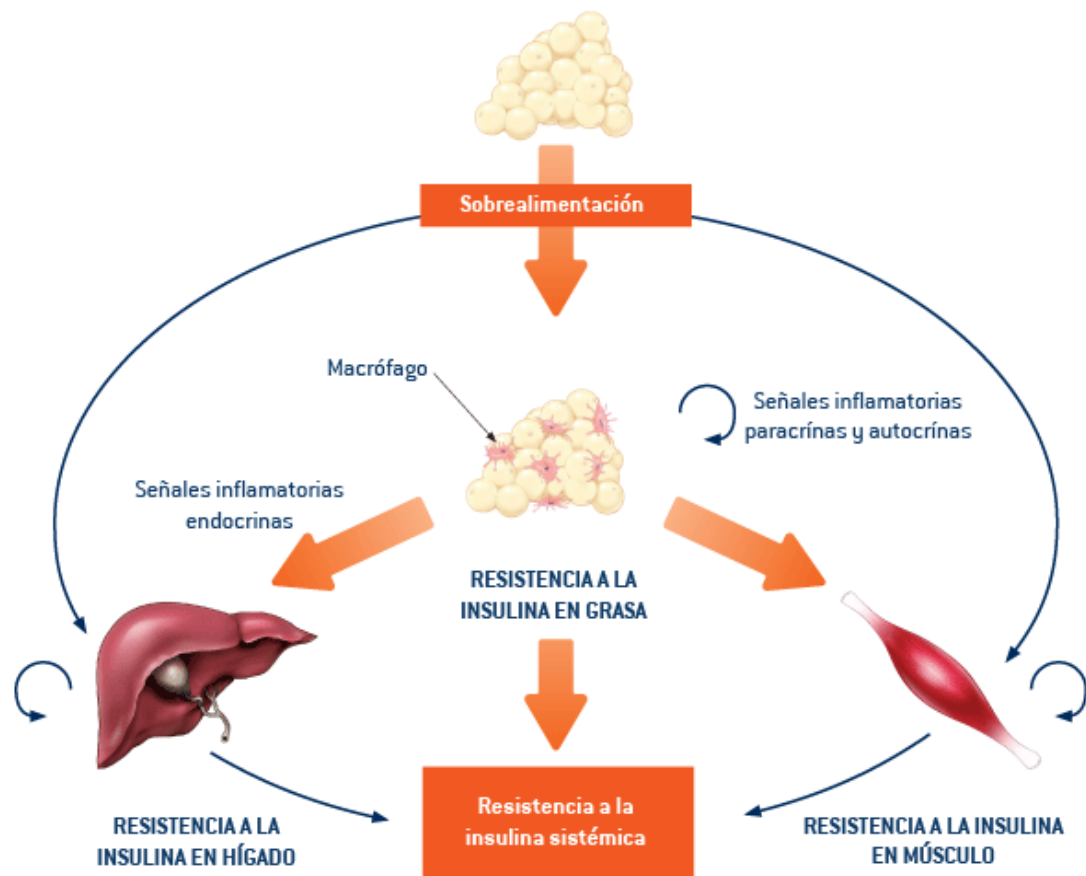 Sobrealimentación
Macrófago
Señales inflamatorias
paracrínas y autocrínas
Señales inflamatorias
endocrinas
RESISTENCIA A LA
INSULINA EN GRASA
Resistencia a la
insulina sistémica
RESISTENCIA A LA
INSULINA EN HÍGADO
RESISTENCIA A LA INSULINA
EN MÚSCULO